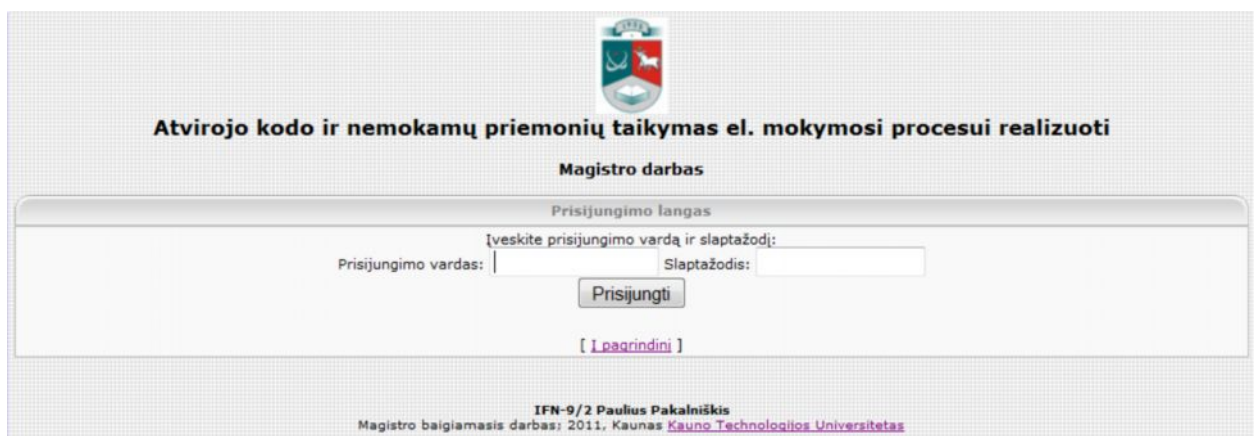 1922
Atvirojo kodo ir nemokamų priemonių taikymas el. mokymosi procesui realizuoti
Magistro darbas
Prisijungimo langas
Įveskite prisijungimo vardą ir slaptažodį:
Prisijungimo vardas: Slaptažodis:
Prisijungti
[ Į pagrindinį ]
IFN-9/2 Paulius Pakalniškis
Magistro baigiamasis darbas; 2011, Kaunas Kauno Technologijos Universitetas